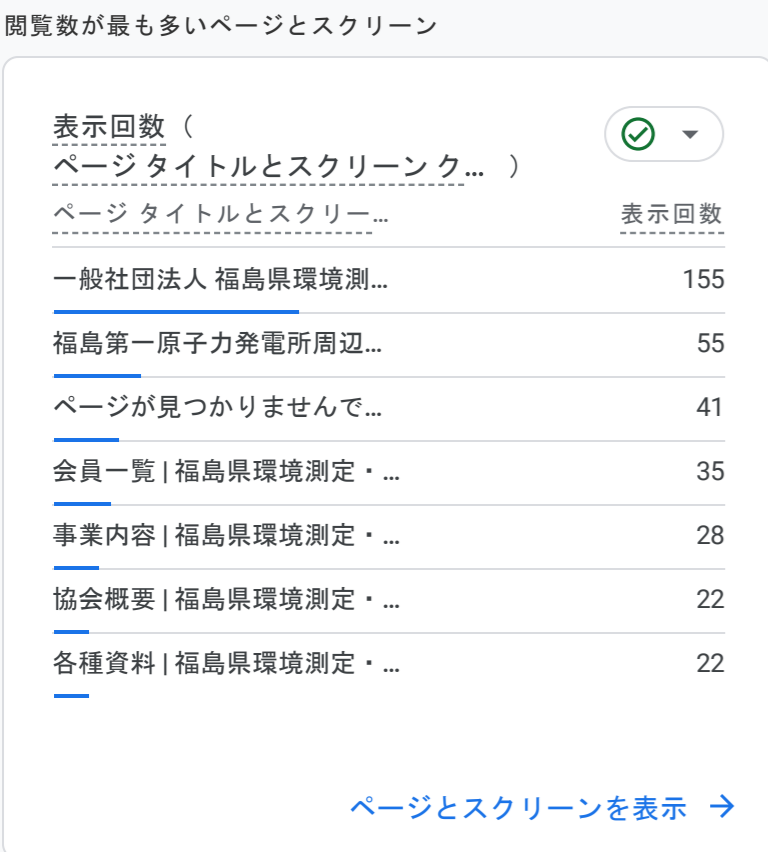 閲覧数が最も多いページとスクリーン
表示回数（
ページ タイトルとスクリーン ク... ）
ページ タイトルとスクリー... 表示回数
一般社団法人 福島県環境測... 155
福島第一原子力発電所周辺... 55
ページが見つかりませんで... 41
会員一覧 | 福島県環境測定・... 35
事業内容 | 福島県環境測定・... 28
協会概要 | 福島県環境測定・... 22
各種資料 | 福島県環境測定・... 22
ページとスクリーンを表示 →